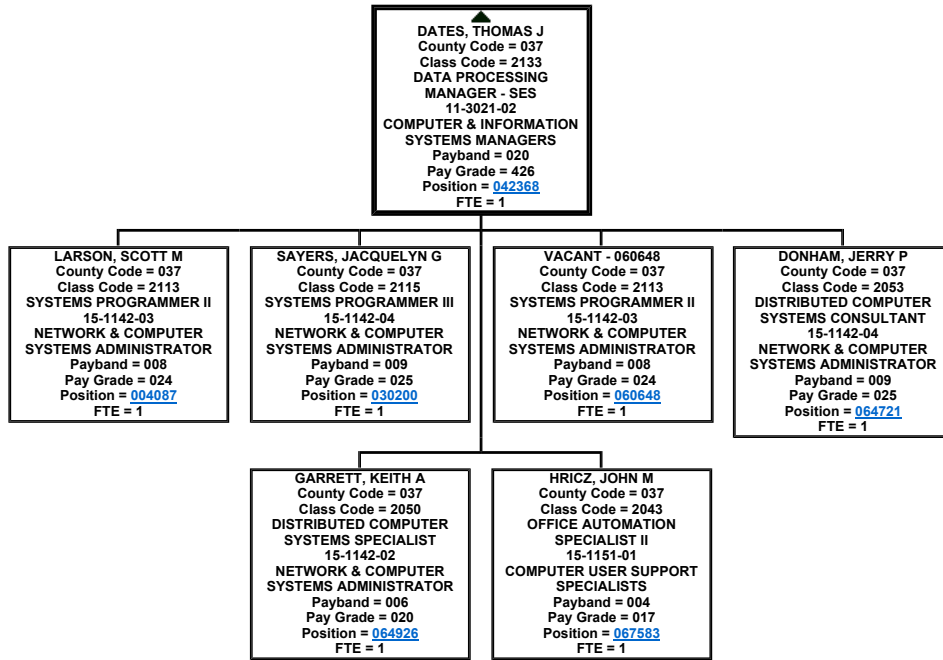 DATES, THOMAS J
County Code = 037
Class Code = 2133
DATA PROCESSING
MANAGER - SES
11-3021-02
COMPUTER & INFORMATION
SYSTEMS MANAGERS
Payband = 020
Pay Grade = 426
Position = 042368
FTE = 1
LARSON, SCOTT M
County Code = 037
Class Code = 2113
SYSTEMS PROGRAMMER II
15-1142-03
NETWORK & COMPUTER
SYSTEMS ADMINISTRATOR
Payband = 008
Pay Grade = 024
Position = 004087
FTE = 1
SAYERS, JACQUELYN G
County Code = 037
Class Code = 2115
SYSTEMS PROGRAMMER III
15-1142-04
NETWORK & COMPUTER
SYSTEMS ADMINISTRATOR
Payband = 009
Pay Grade = 025
Position = 030200
FTE = 1
VACANT - 060648
County Code = 037
Class Code = 2113
SYSTEMS PROGRAMMER II
15-1142-03
NETWORK & COMPUTER
SYSTEMS ADMINISTRATOR
Payband = 008
Pay Grade = 024
Position = 060648
FTE = 1
DONHAM, JERRY P
County Code = 037
Class Code = 2053
DISTRIBUTED COMPUTER
SYSTEMS CONSULTANT
15-1142-04
NETWORK & COMPUTER
SYSTEMS ADMINISTRATOR
Payband = 009
Pay Grade = 025
Position = 064721
FTE = 1
GARRETT, KEITH A
County Code = 037
Class Code = 2050
DISTRIBUTED COMPUTER
SYSTEMS SPECIALIST
15-1142-02
NETWORK & COMPUTER
SYSTEMS ADMINISTRATOR
Payband = 006
Pay Grade = 020
Position = 064926
FTE = 1
HRICZ, JOHN M
County Code = 037
Class Code = 2043
OFFICE AUTOMATION
SPECIALIST II
15-1151-01
COMPUTER USER SUPPORT
SPECIALISTS
Payband = 004
Pay Grade = 017
Position = 067583
FTE = 1